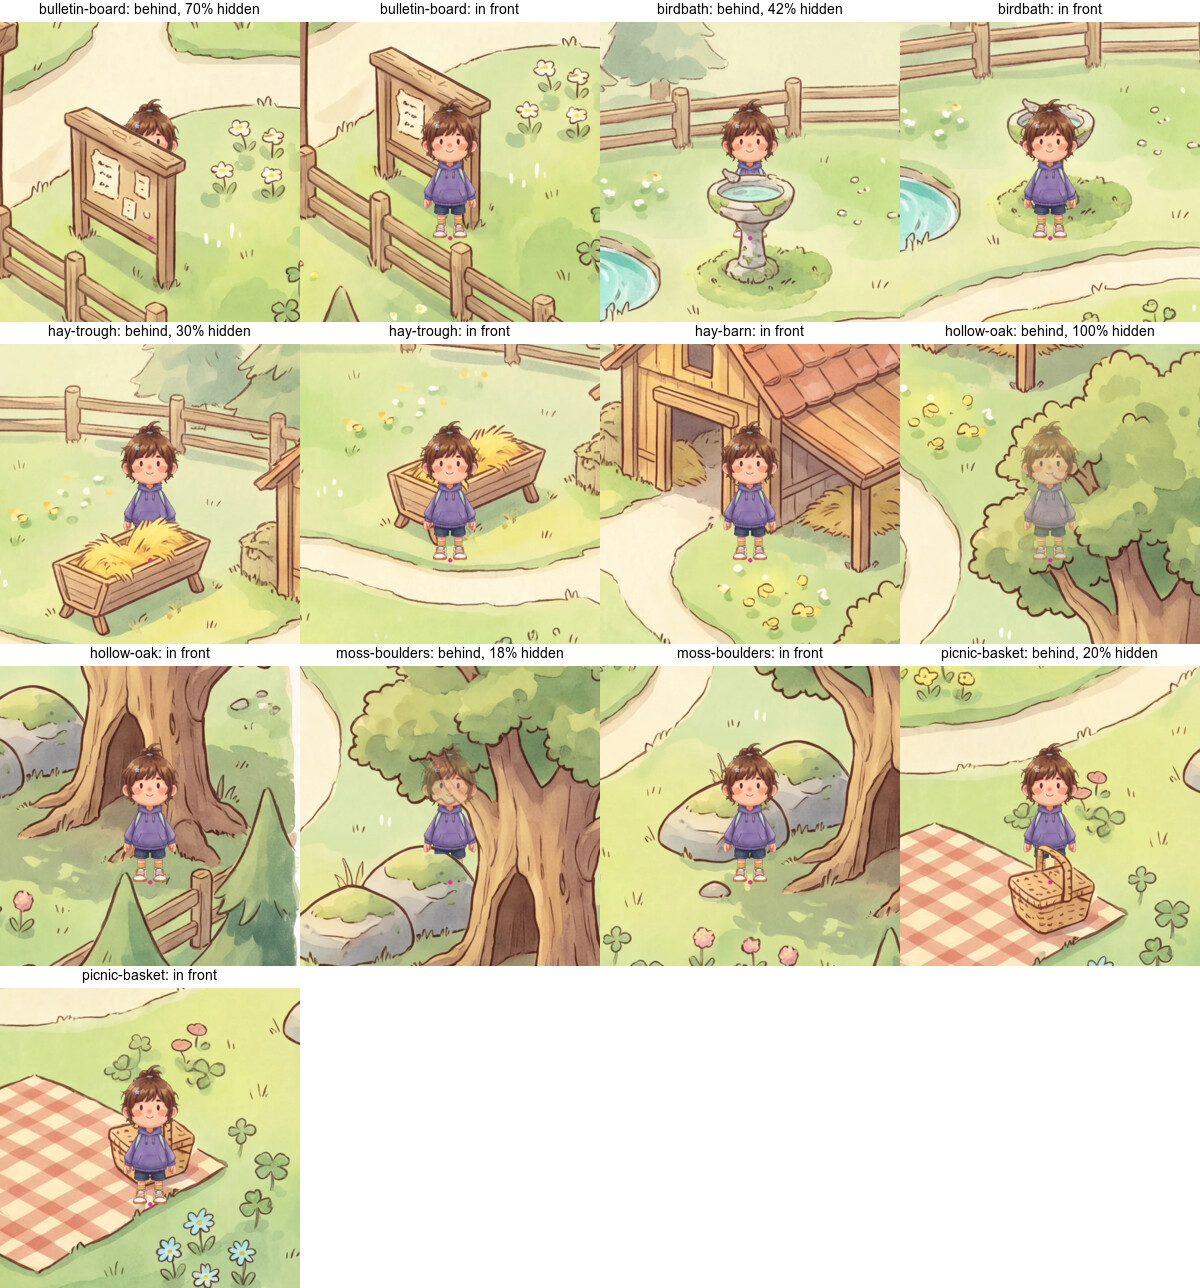 bulletin-board: behind, 70% hidden
bulletin-board: in front
birdbath: behind, 42% hidden
birdbath: in front
hay-trough: behind, 30% hidden
hay-trough: in front
hay-barn: in front
hollow-oak: behind, 100% hidden
hollow-oak: in front
moss-boulders: behind, 18% hidden
moss-boulders: in front
picnic-basket: behind, 20% hidden
picnic-basket: in front